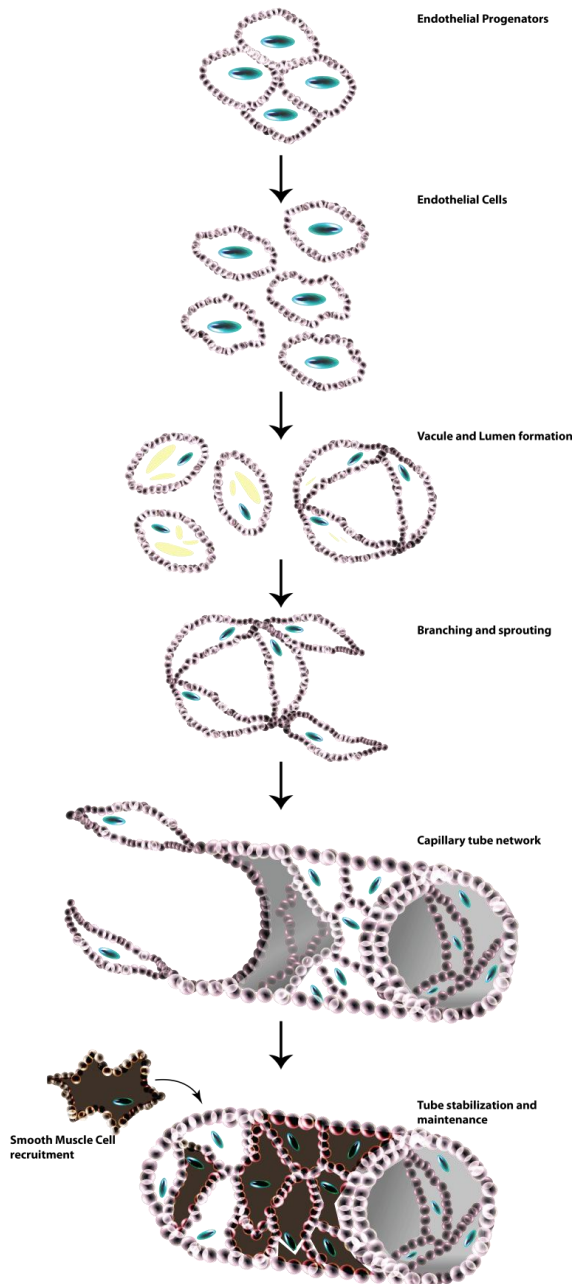 Endothelial Progenators
Endothelial Cells
Vacule and Lumen formation
Branching and sprouting
Capillary tube network
Tube stabilization and
maintenance
Smooth Muscle Cell
recruitment